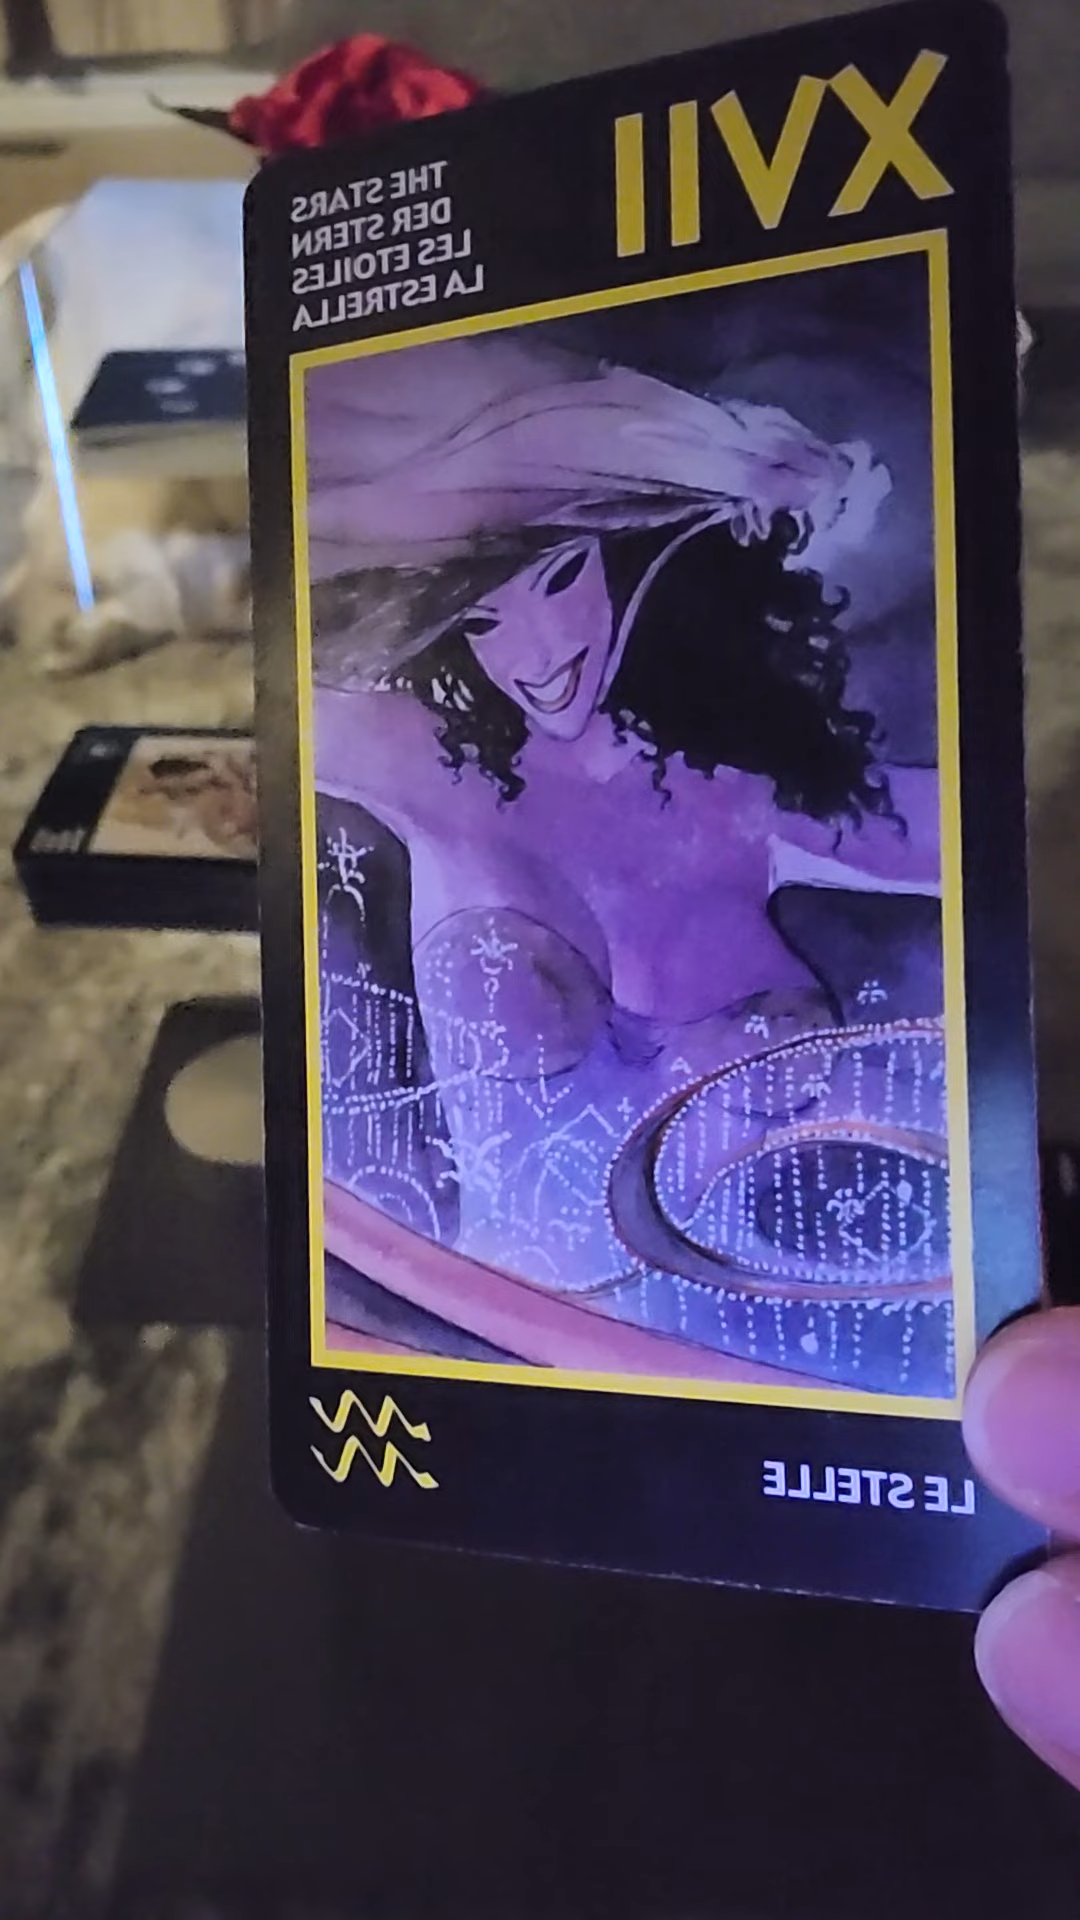 XVII
THE STARS
DER STERN
LES ETOILES
LA ESTRELLA
LE STELLE